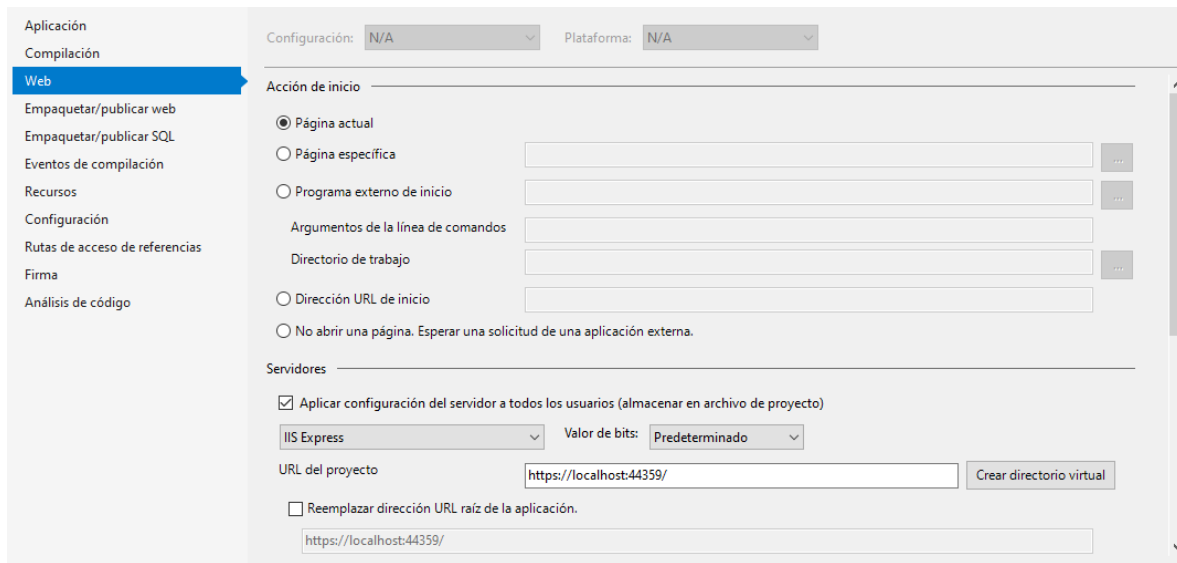 Aplicación
Compilación
Web
Empaquetar/publicar web
Empaquetar/publicar SQL
Eventos de compilación
Recursos
Configuración
Rutas de acceso de referencias
Firma
Análisis de código
Configuración: N/A Plataforma: N/A
Acción de inicio
Página actual
Página específica ...
Programa externo de inicio ...
Argumentos de la línea de comandos
Directorio de trabajo ...
Dirección URL de inicio
No abrir una página. Esperar una solicitud de una aplicación externa.
Servidores
Aplicar configuración del servidor a todos los usuarios (almacenar en archivo de proyecto)
IIS Express Valor de bits: Predeterminado
URL del proyecto https://localhost:44359/ Crear directorio virtual
Reemplazar dirección URL raíz de la aplicación.
https://localhost:44359/